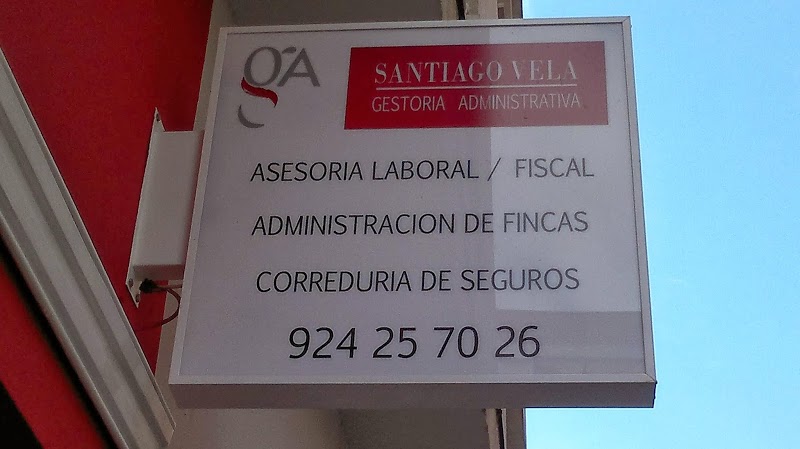 gA
SANTIAGO VELA
GESTORIA ADMINISTRATIVA
ASESORIA LABORAL / FISCAL
ADMINISTRACION DE FINCAS
CORREDURIA DE SEGUROS
924 25 70 26